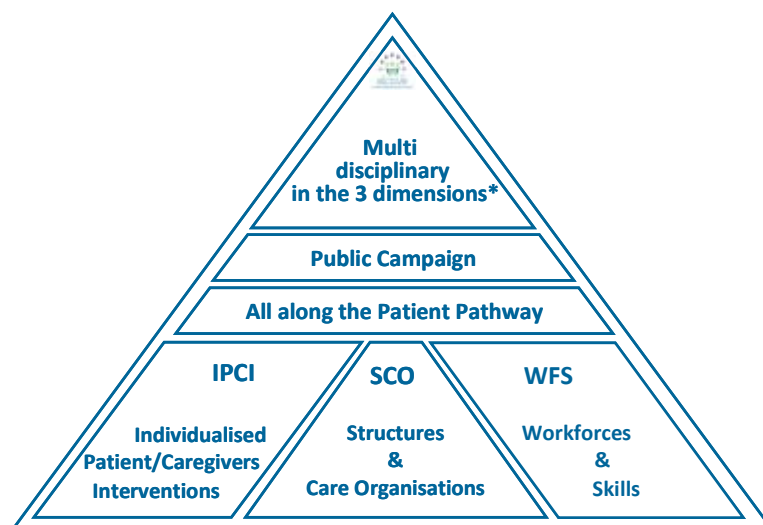 Multi
disciplinary
in the 3 dimensions*
Public Campaign
All along the Patient Pathway
IPCI
Individualised
Patient/Caregivers
Interventions
SCO
Structures
&
Care Organisations
WFS
Workforces
&
Skills